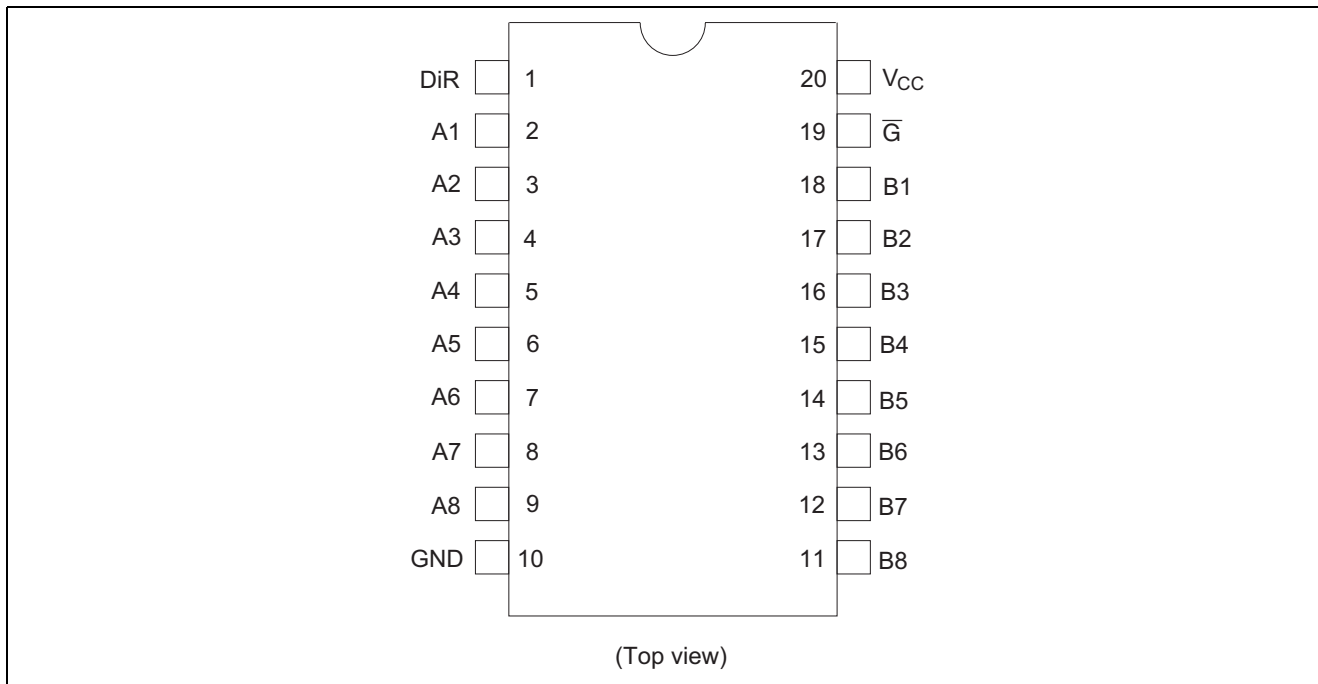 DiR 1 20 VCC
A1 2 19 G̅
A2 3 18 B1
A3 4 17 B2
A4 5 16 B3
A5 6 15 B4
A6 7 14 B5
A7 8 13 B6
A8 9 12 B7
GND 10 11 B8
(Top view)